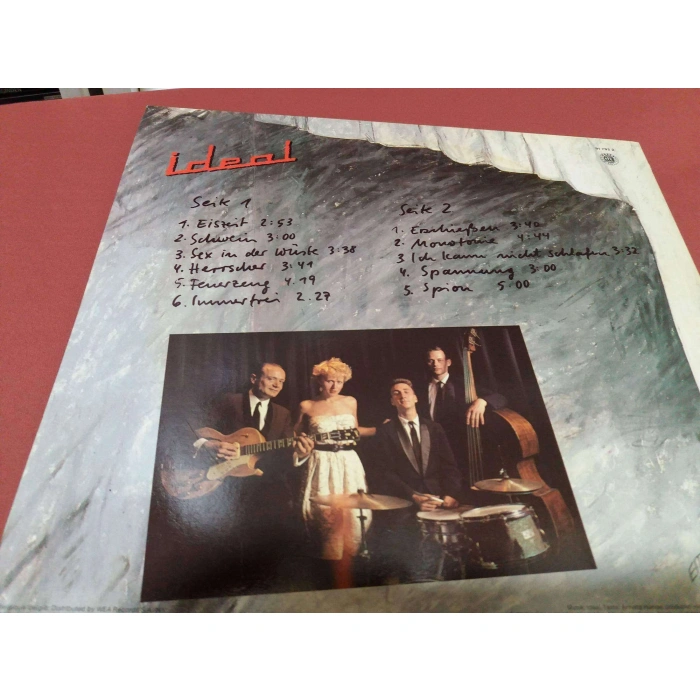 ideal
Seite 1
1. Eiszeit 2:53
2. Schwein 3:00
3. Sex in der Wüste 3:38
4. Herrscher 3:41
5. Feuerzeug 4.19
6. Immerfrei 2.27
Seite 2
1. Erschießen 3:40
2. Monotonie 4:44
3 Ich kann nicht schlafen 3:32
4. Spannung 3:00
5. Spion 5:00